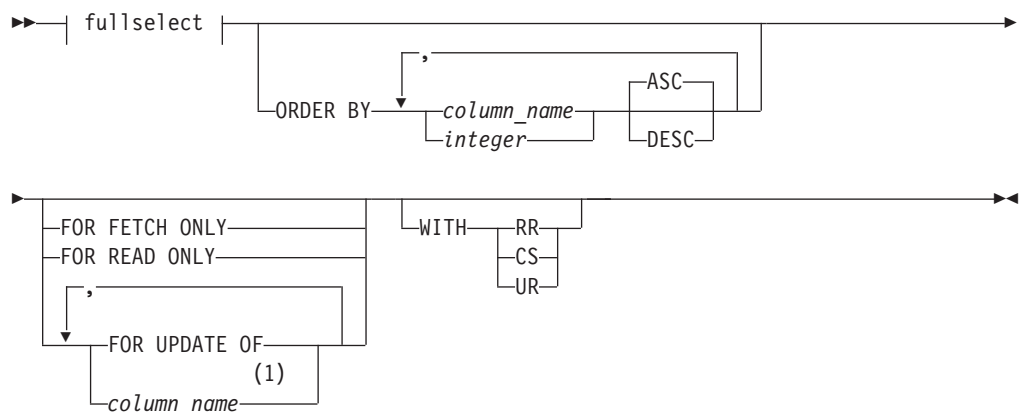 fullselect
,
ORDER BY
column_name
integer
ASC
DESC
FOR FETCH ONLY
FOR READ ONLY
,
FOR UPDATE OF
(1)
column name
WITH
RR
CS
UR